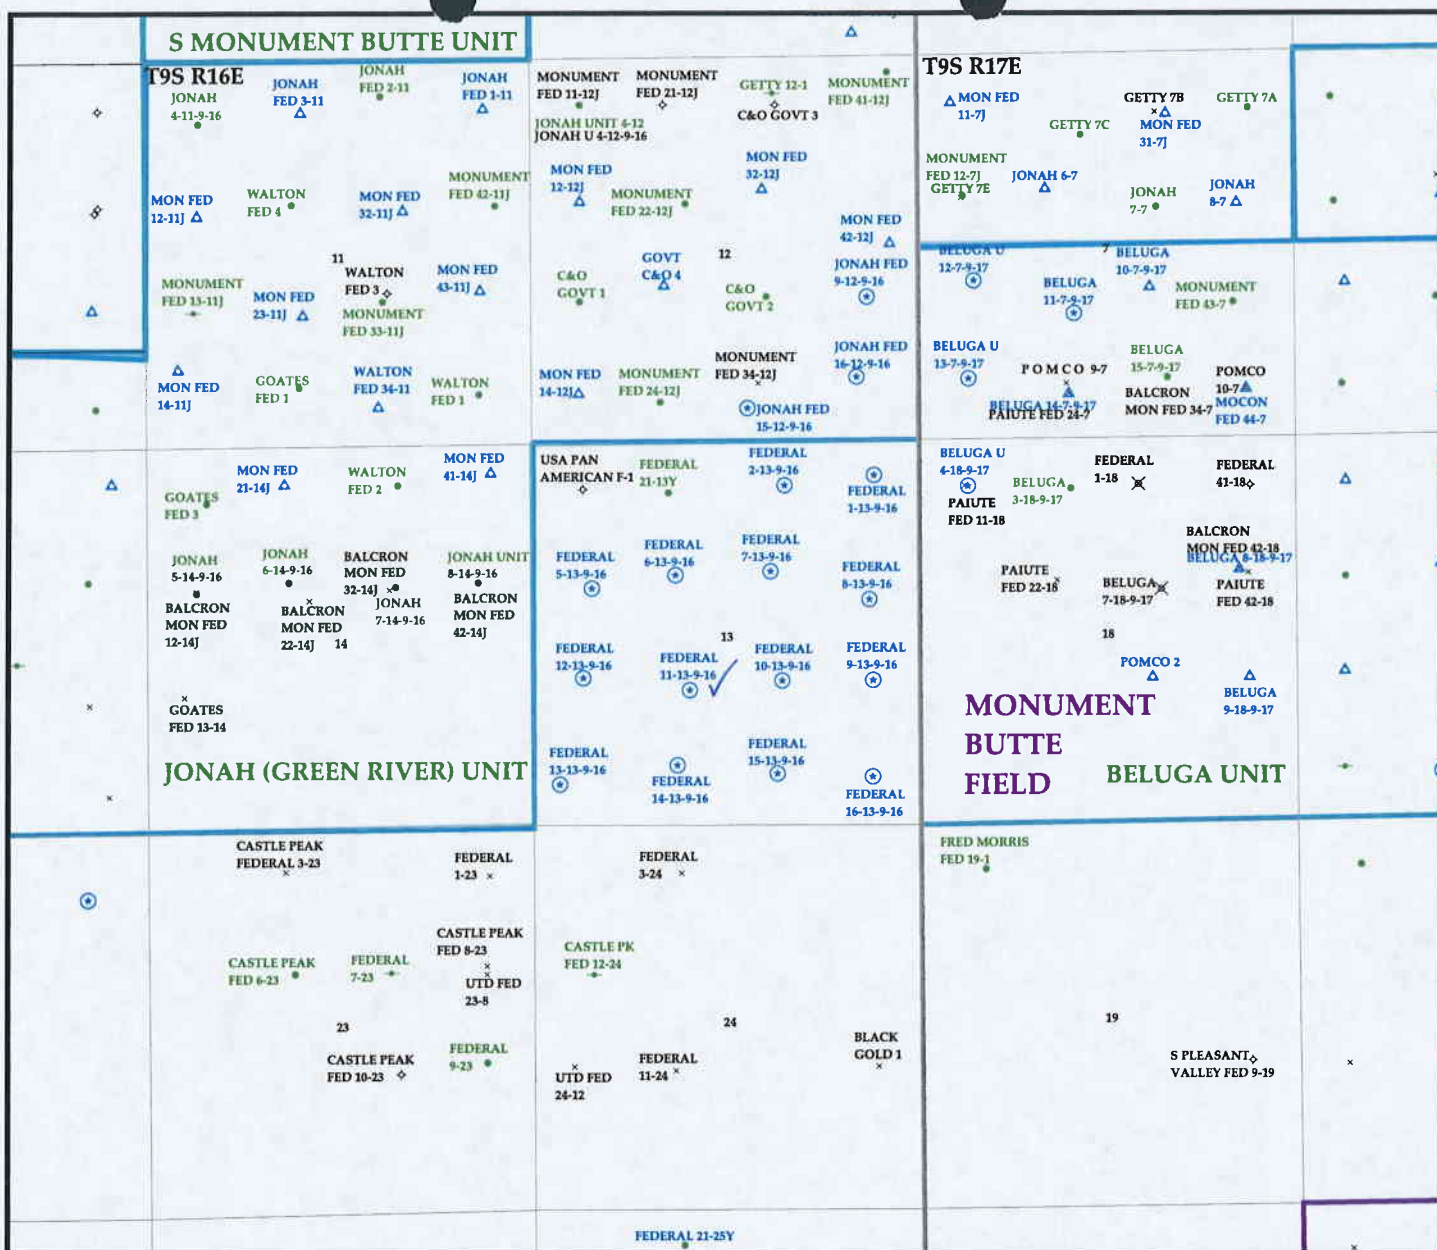 S MONUMENT BUTTE UNIT
T9S R16E
JONAH
4-11-9-16
JONAH
FED 3-11
JONAH
FED 2-11
JONAH
FED 1-11
MONUMENT
FED 11-12J
MONUMENT
FED 21-12J
GETTY 12-1
C&O GOVT 3
MONUMENT
FED 41-12J
JONAH UNIT 4-12
JONAH U 4-12-9-16
T9S R17E
MON FED
11-7J
GETTY 7B
GETTY 7A
MON FED
31-7J
GETTY 7C
MON FED
12-11J
WALTON
FED 4
MON FED
32-11J
MONUMENT
FED 42-11J
MON FED
12-12J
MONUMENT
FED 22-12J
MON FED
32-12J
MON FED
42-12J
MONUMENT
FED 12-7J
GETTY 7E
JONAH 6-7
JONAH
7-7
JONAH
8-7
11
12
7
MONUMENT
FED 13-11J
MON FED
23-11J
WALTON
FED 3
MONUMENT
FED 33-11J
MON FED
43-11J
C&O
GOVT 1
GOVT
C&O 4
C&O
GOVT 2
JONAH FED
9-12-9-16
BELUGA U
12-7-9-17
BELUGA
11-7-9-17
BELUGA
10-7-9-17
MONUMENT
FED 43-7
MON FED
14-11J
GOATES
FED 1
WALTON
FED 34-11
WALTON
FED 1
MON FED
14-12J
MONUMENT
FED 24-12J
MONUMENT
FED 34-12J
JONAH FED
16-12-9-16
JONAH FED
15-12-9-16
BELUGA U
13-7-9-17
POMCO 9-7
BELUGA 14-7-9-17
PAIUTE FED 24-7
BELUGA
15-7-9-17
BALCRON
MON FED 34-7
POMCO
10-7
MOCON
FED 44-7
GOATES
FED 3
MON FED
21-14J
WALTON
FED 2
MON FED
41-14J
USA PAN
AMERICAN F-1
FEDERAL
21-13Y
FEDERAL
2-13-9-16
FEDERAL
1-13-9-16
BELUGA U
4-18-9-17
PAIUTE
FED 11-18
BELUGA
3-18-9-17
FEDERAL
1-18
FEDERAL
41-18
JONAH
5-14-9-16
BALCRON
MON FED
12-14J
JONAH
6-14-9-16
BALCRON
MON FED
22-14J
BALCRON
MON FED
32-14J
JONAH
7-14-9-16
JONAH UNIT
8-14-9-16
BALCRON
MON FED
42-14J
14
FEDERAL
5-13-9-16
FEDERAL
6-13-9-16
FEDERAL
7-13-9-16
FEDERAL
8-13-9-16
PAIUTE
FED 22-18
BELUGA
7-18-9-17
BALCRON
MON FED 42-18
BELUGA 8-18-9-17
PAIUTE
FED 42-18
13
18
GOATES
FED 13-14
FEDERAL
12-13-9-16
FEDERAL
11-13-9-16
FEDERAL
10-13-9-16
FEDERAL
9-13-9-16
POMCO 2
BELUGA
9-18-9-17
JONAH (GREEN RIVER) UNIT
FEDERAL
13-13-9-16
FEDERAL
14-13-9-16
FEDERAL
15-13-9-16
FEDERAL
16-13-9-16
MONUMENT
BUTTE
FIELD
BELUGA UNIT
CASTLE PEAK
FEDERAL 3-23
FEDERAL
1-23
FEDERAL
3-24
FRED MORRIS
FED 19-1
CASTLE PEAK
FED 6-23
FEDERAL
7-23
CASTLE PEAK
FED 8-23
UTD FED
23-8
CASTLE PK
FED 12-24
23
24
19
CASTLE PEAK
FED 10-23
FEDERAL
9-23
UTD FED
24-12
FEDERAL
11-24
BLACK
GOLD 1
S PLEASANT
VALLEY FED 9-19
FEDERAL 21-25Y